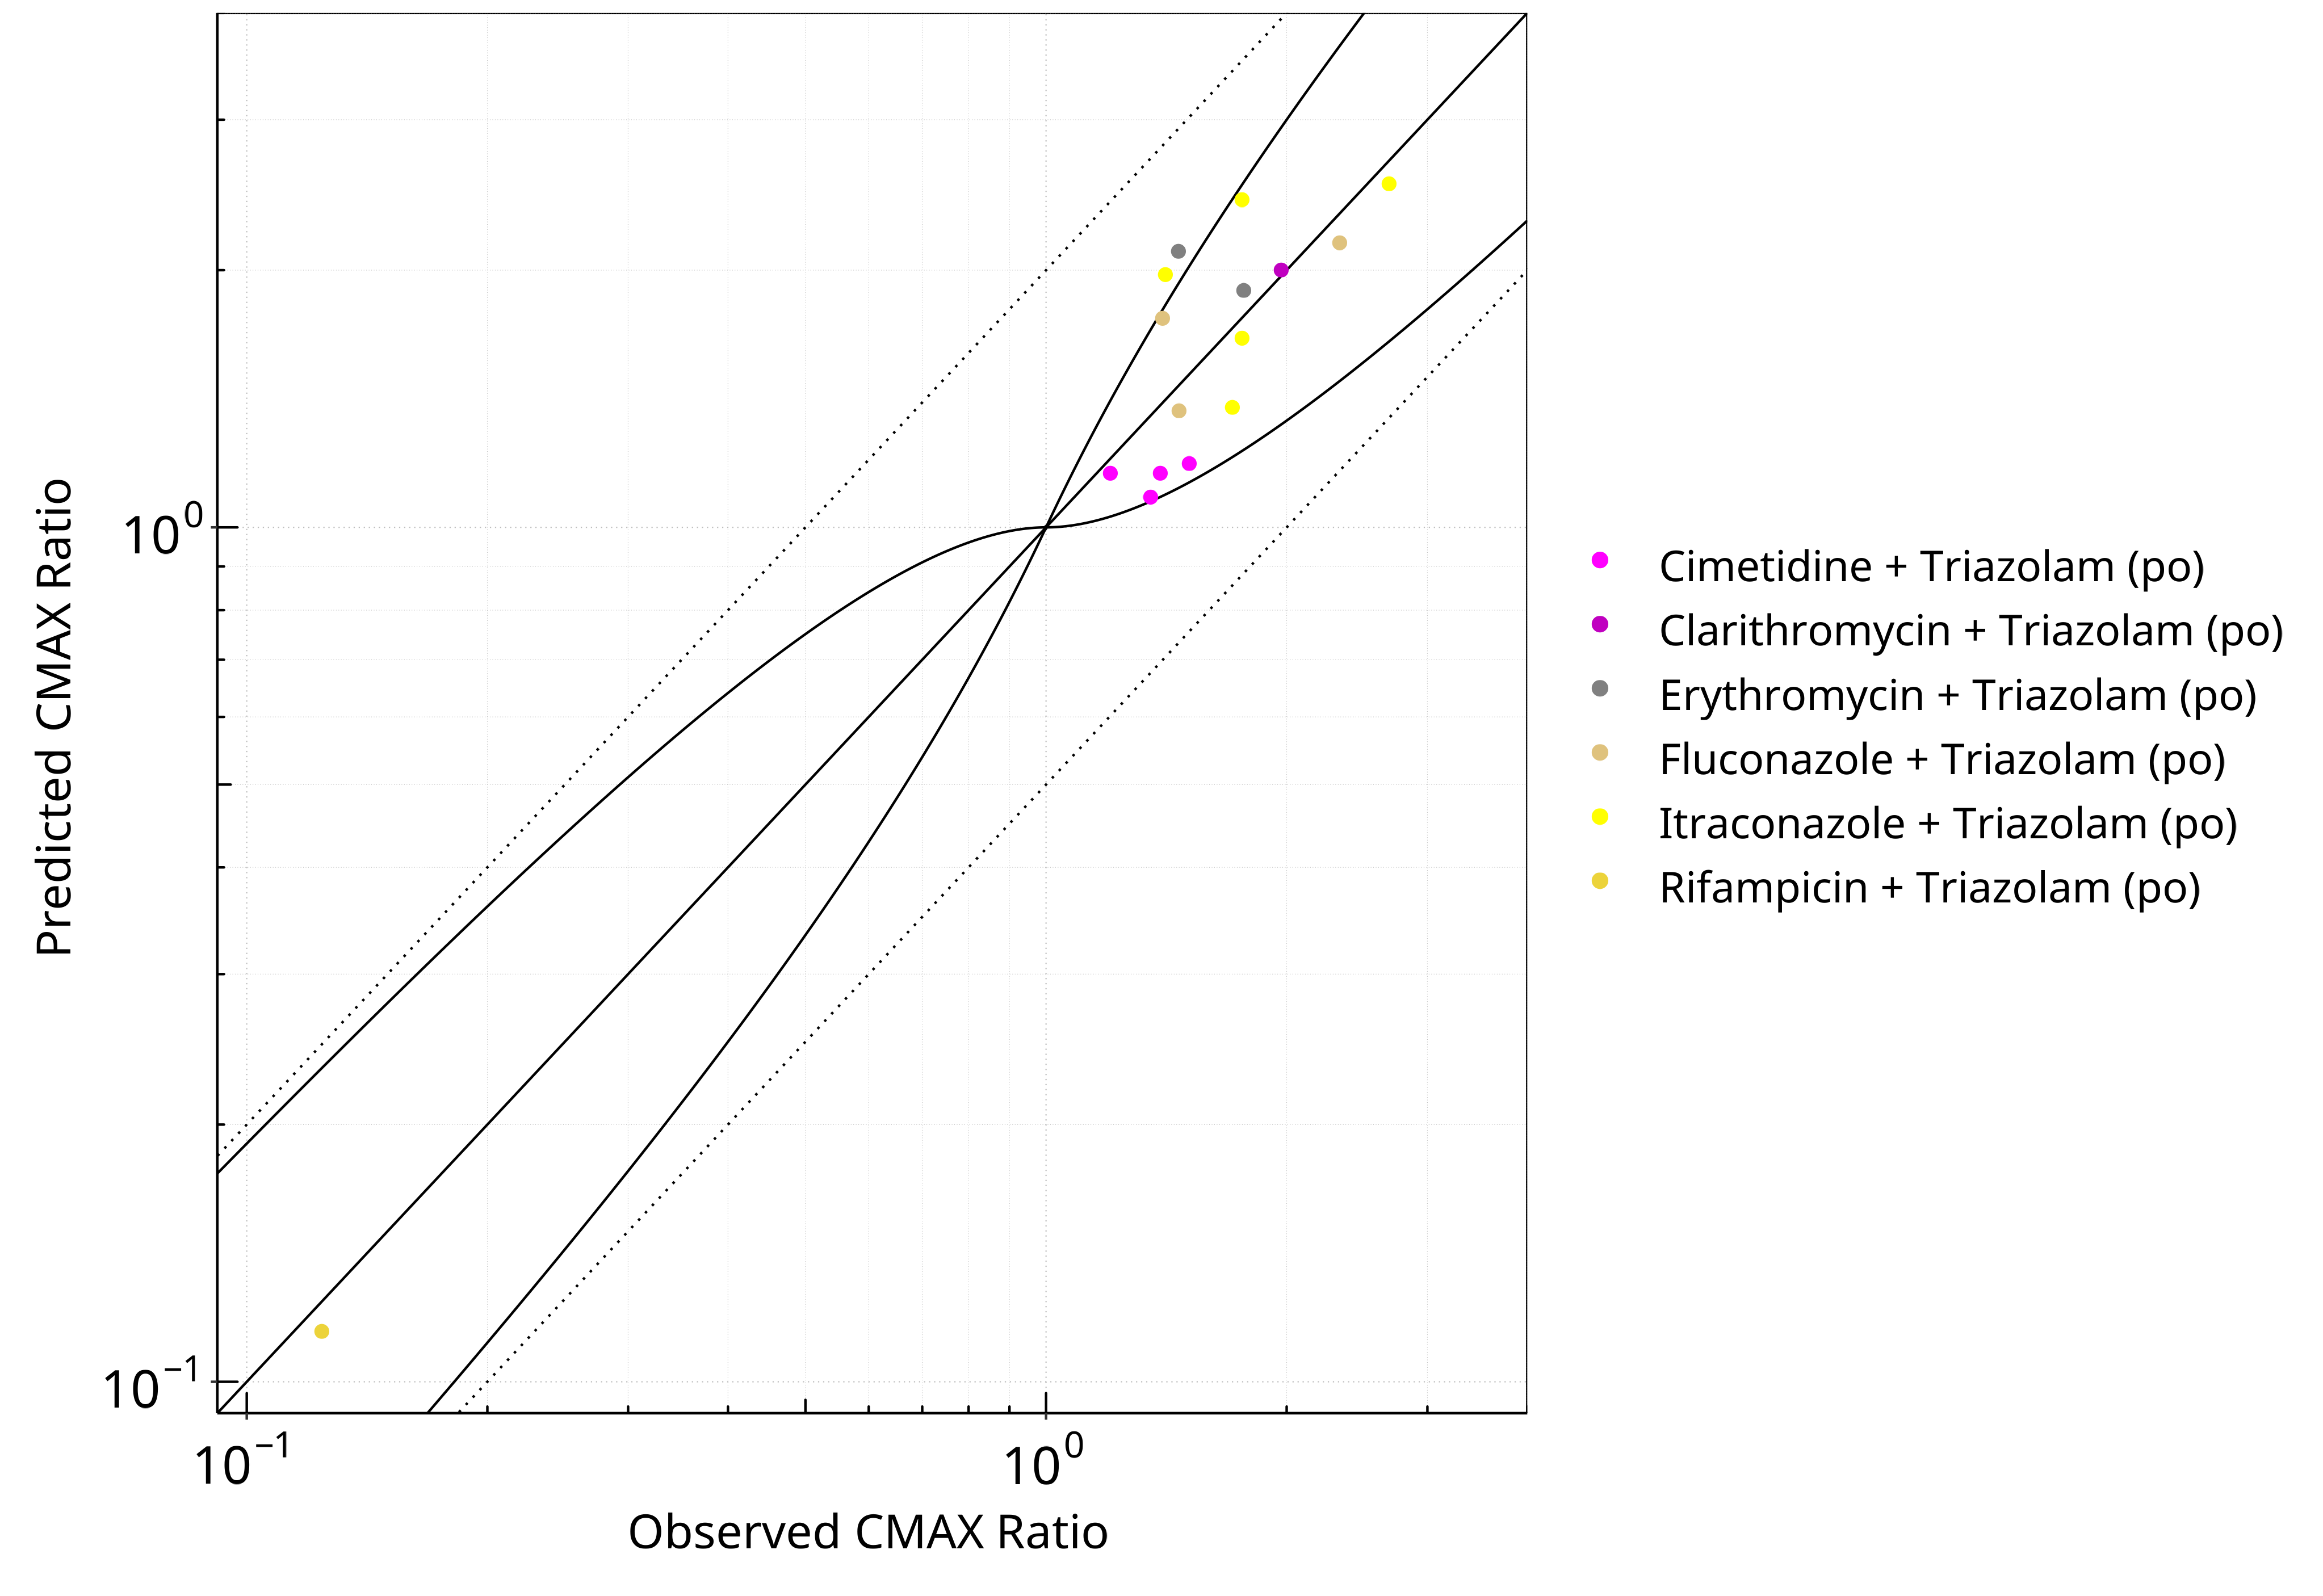 Predicted CMAX Ratio
10⁰
10⁻¹
10⁻¹
10⁰
Observed CMAX Ratio
Cimetidine + Triazolam (po)
Clarithromycin + Triazolam (po)
Erythromycin + Triazolam (po)
Fluconazole + Triazolam (po)
Itraconazole + Triazolam (po)
Rifampicin + Triazolam (po)